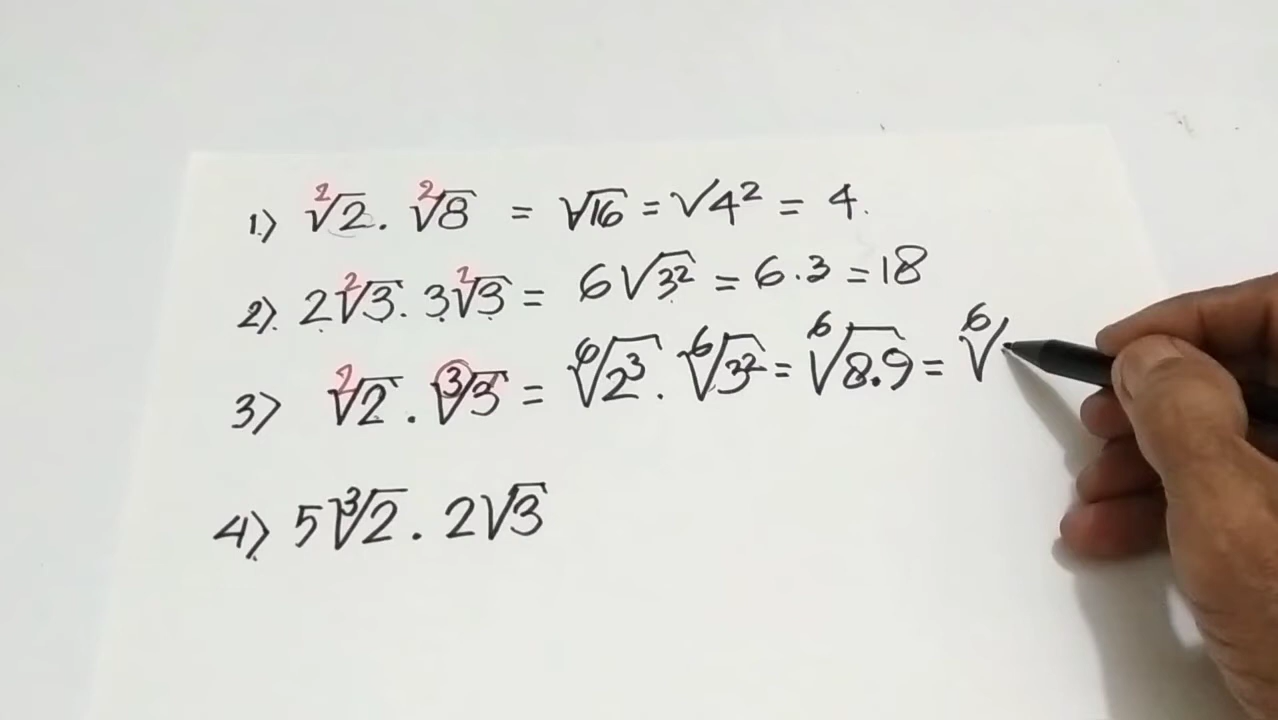 1.) ²√2 . ²√8 = √16 = √4² = 4.
2). 2²√3 . 3²√3 = 6√3² = 6.3 = 18
3) ²√2 . ³√3 = ⁶√2³ . ⁶√3² = ⁶√8.9 = ⁶√
4) 5³√2 . 2√3